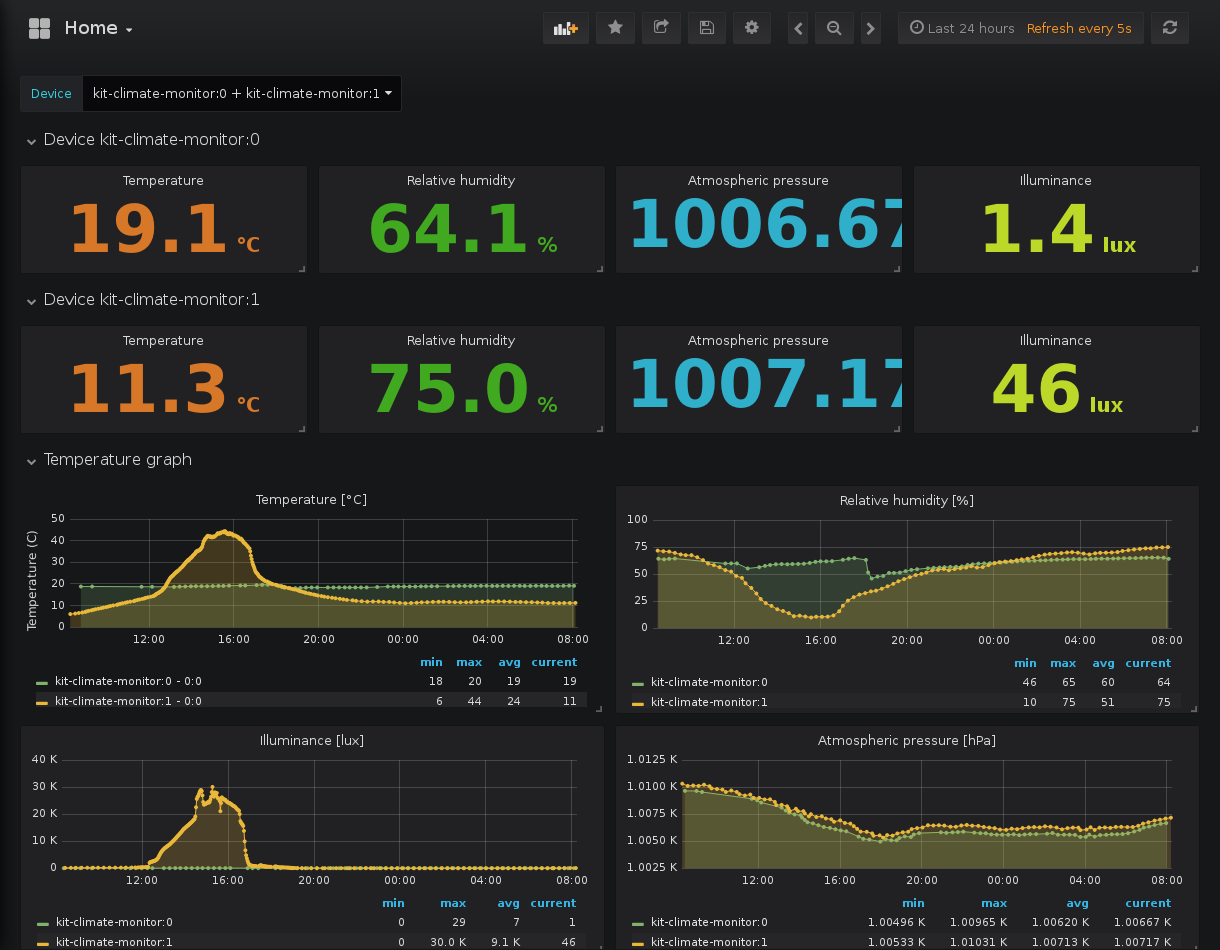 Home
Last 24 hours Refresh every 5s
Device kit-climate-monitor:0 + kit-climate-monitor:1
Device kit-climate-monitor:0
Temperature Relative humidity Atmospheric pressure Illuminance
19.1 °C 64.1 % 1006.67 1.4 lux
Device kit-climate-monitor:1
Temperature Relative humidity Atmospheric pressure Illuminance
11.3 °C 75.0 % 1007.17 46 lux
Temperature graph
Temperature [°C]
Temperature (C)
50
40
30
20
10
0
12:00 16:00 20:00 00:00 04:00 08:00
min max avg current
kit-climate-monitor:0 - 0:0 18 20 19 19
kit-climate-monitor:1 - 0:0 6 44 24 11
Relative humidity [%]
100
75
50
25
0
12:00 16:00 20:00 00:00 04:00 08:00
min max avg current
kit-climate-monitor:0 46 65 60 64
kit-climate-monitor:1 10 75 51 75
Illuminance [lux]
40 K
30 K
20 K
10 K
0
12:00 16:00 20:00 00:00 04:00 08:00
min max avg current
kit-climate-monitor:0 0 29 7 1
kit-climate-monitor:1 0 30.0 K 9.1 K 46
Atmospheric pressure [hPa]
1.0125 K
1.0100 K
1.0075 K
1.0050 K
1.0025 K
12:00 16:00 20:00 00:00 04:00 08:00
min max avg current
kit-climate-monitor:0 1.00496 K 1.00965 K 1.00620 K 1.00667 K
kit-climate-monitor:1 1.00533 K 1.01031 K 1.00713 K 1.00717 K